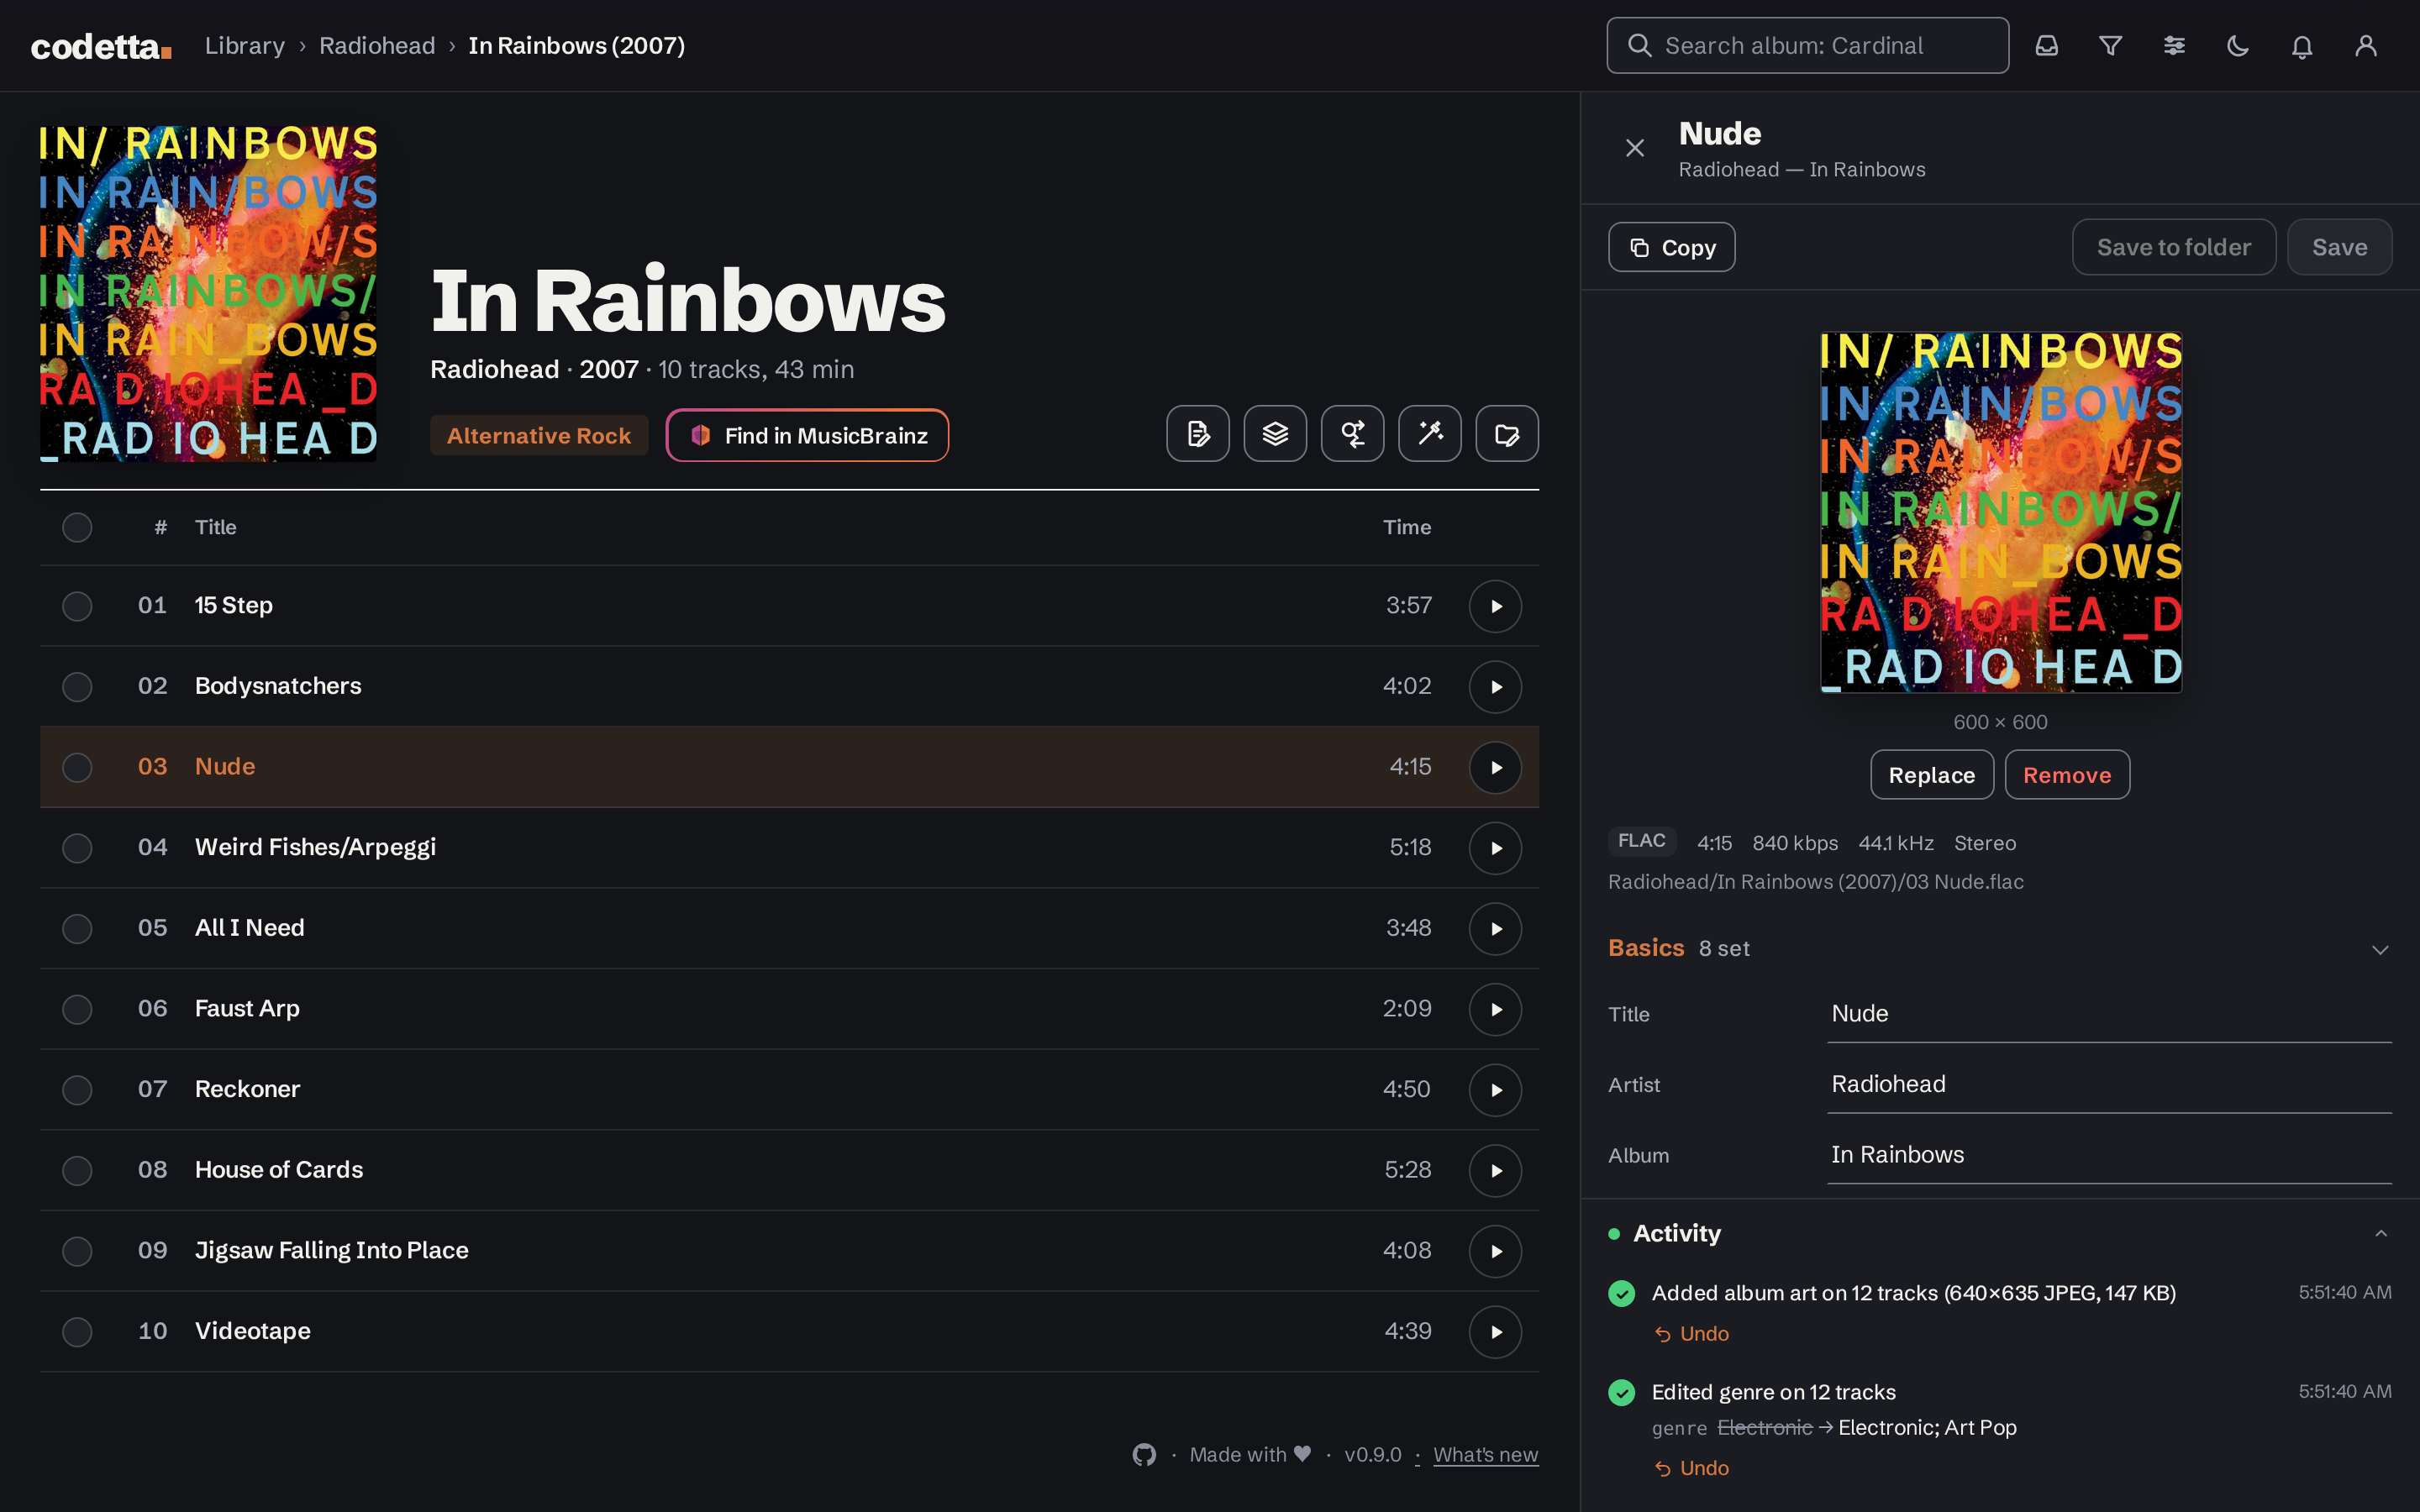 codetta.
Library › Radiohead › In Rainbows (2007)
Search album: Cardinal
IN/ RAINBOWS
IN RAIN/BOWS
IN RAINBOW/S
IN RAINBOWS/
IN RAIN_BOWS
RA D IOHEA _D
_RAD IO HEA D
In Rainbows
Radiohead · 2007 · 10 tracks, 43 min
Alternative Rock
Find in MusicBrainz
# Title Time
01 15 Step 3:57
02 Bodysnatchers 4:02
03 Nude 4:15
04 Weird Fishes/Arpeggi 5:18
05 All I Need 3:48
06 Faust Arp 2:09
07 Reckoner 4:50
08 House of Cards 5:28
09 Jigsaw Falling Into Place 4:08
10 Videotape 4:39
· Made with ♥ · v0.9.0 · What's new
Nude
Radiohead — In Rainbows
Copy
Save to folder
Save
IN/ RAINBOWS
IN RAIN/BOWS
IN RAINBOW/S
IN RAINBOWS/
IN RAIN_BOWS
RA D IOHEA _D
_RAD IO HEA D
600 × 600
Replace
Remove
FLAC 4:15 840 kbps 44.1 kHz Stereo
Radiohead/In Rainbows (2007)/03 Nude.flac
Basics 8 set
Title Nude
Artist Radiohead
Album In Rainbows
Activity
Added album art on 12 tracks (640×635 JPEG, 147 KB) 5:51:40 AM
Undo
Edited genre on 12 tracks 5:51:40 AM
genre Electronic → Electronic; Art Pop
Undo